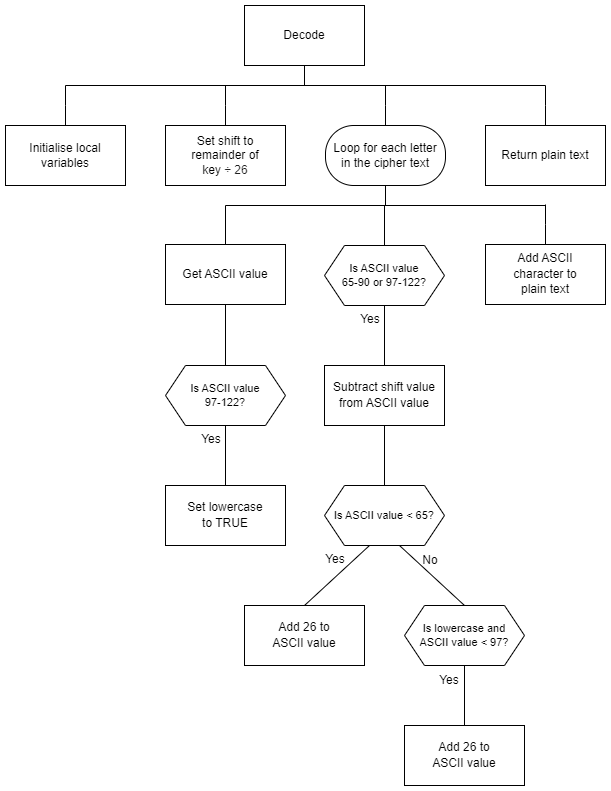 Decode
Initialise local
variables
Set shift to
remainder of
key ÷ 26
Loop for each letter
in the cipher text
Return plain text
Get ASCII value
Is ASCII value
65-90 or 97-122?
Add ASCII
character to
plain text
Yes
Is ASCII value
97-122?
Subtract shift value
from ASCII value
Yes
Set lowercase
to TRUE
Is ASCII value < 65?
Yes
No
Add 26 to
ASCII value
Is lowercase and
ASCII value < 97?
Yes
Add 26 to
ASCII value